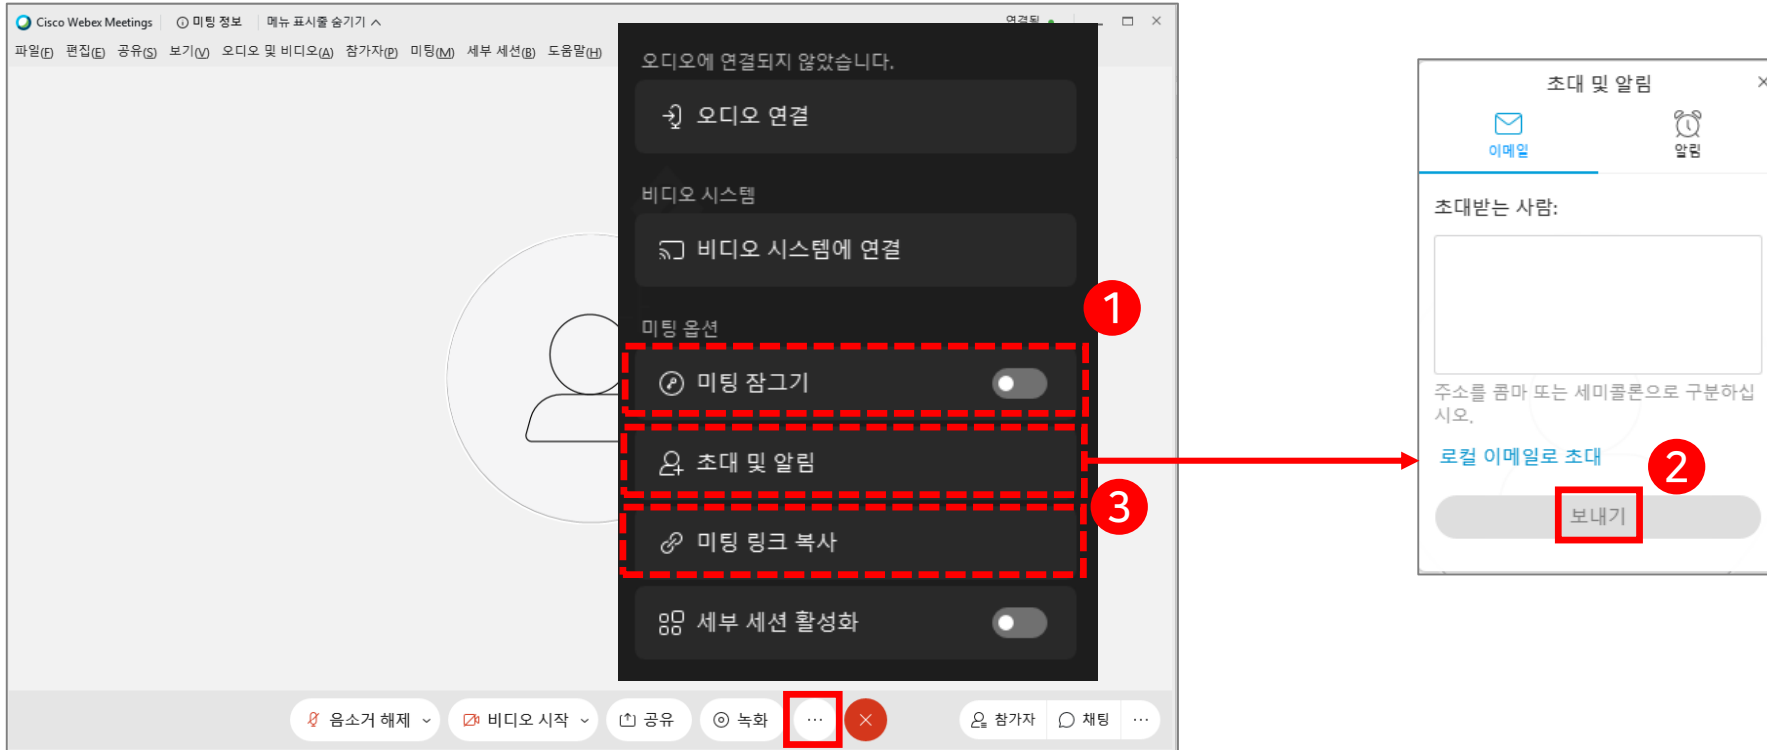 Cisco Webex Meetings 미팅 정보 메뉴 표시줄 숨기기 연결됨
파일(F) 편집(E) 공유(S) 보기(V) 오디오 및 비디오(A) 참가자(P) 미팅(M) 세부 세션(B) 도움말(H)
오디오에 연결되지 않았습니다.
오디오 연결
비디오 시스템
비디오 시스템에 연결
1
미팅 옵션
미팅 잠그기
초대 및 알림
3
미팅 링크 복사
세부 세션 활성화
음소거 해제 비디오 시작 공유 녹화 ... 참가자 채팅 ...
초대 및 알림
이메일 알림
초대받는 사람:
주소를 콤마 또는 세미콜론으로 구분하십
시오.
로컬 이메일로 초대
2
보내기